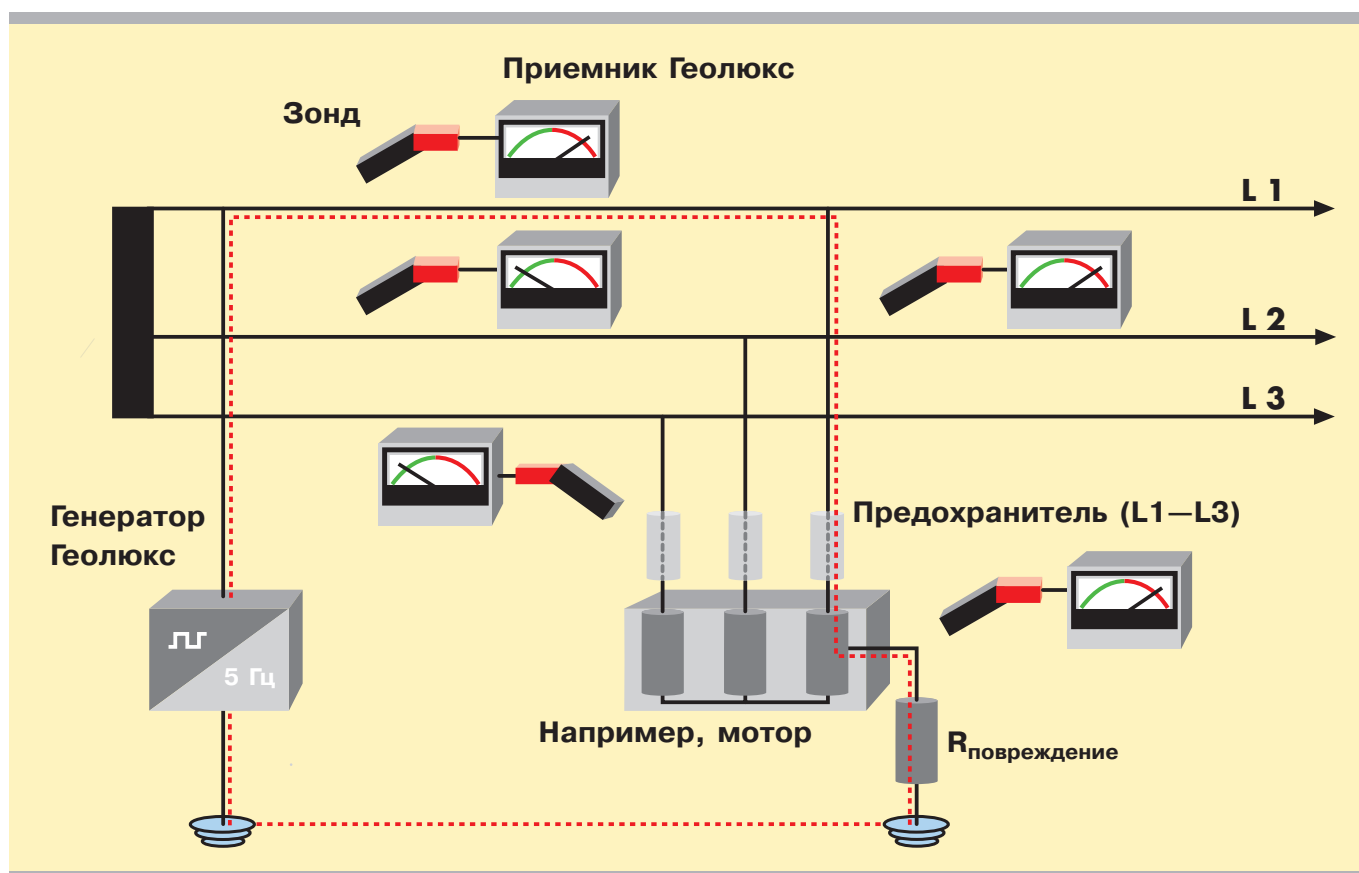 Приемник Геолюкс
Зонд
L 1
L 2
L 3
Генератор
Геолюкс
Предохранитель (L1—L3)
5 Гц
Например, мотор
Rповреждение